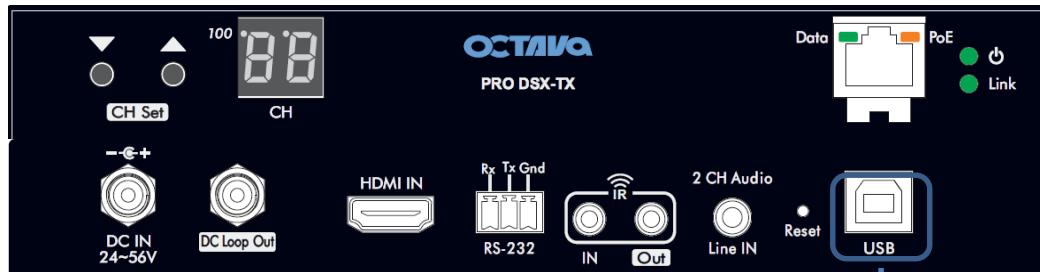 100
88
OCTAVA
Data
PoE
PRO DSX-TX
Link
CH Set
CH
- +
Rx Tx Gnd
HDMI IN
IR
2 CH Audio
DC IN
24~56V
DC Loop Out
RS-232
IN
Out
Line IN
Reset
USB